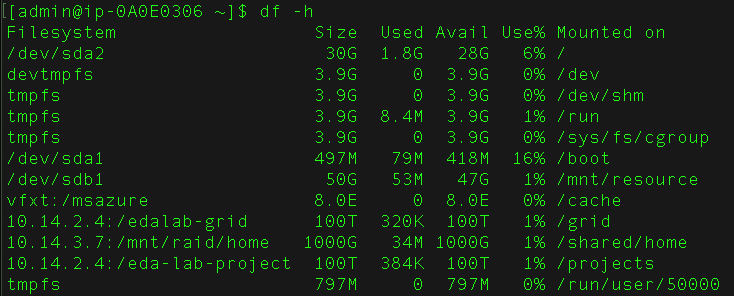 [[admin@ip-0A0E0306 ~]$ df -h
Filesystem Size Used Avail Use% Mounted on
/dev/sda2 30G 1.8G 28G 6% /
devtmpfs 3.9G 0 3.9G 0% /dev
tmpfs 3.9G 0 3.9G 0% /dev/shm
tmpfs 3.9G 8.4M 3.9G 1% /run
tmpfs 3.9G 0 3.9G 0% /sys/fs/cgroup
/dev/sda1 497M 79M 418M 16% /boot
/dev/sdb1 50G 53M 47G 1% /mnt/resource
vfxt:/msazure 8.0E 0 8.0E 0% /cache
10.14.2.4:/edalab-grid 100T 320K 100T 1% /grid
10.14.3.7:/mnt/raid/home 1000G 34M 1000G 1% /shared/home
10.14.2.4:/eda-lab-project 100T 384K 100T 1% /projects
tmpfs 797M 0 797M 0% /run/user/50000